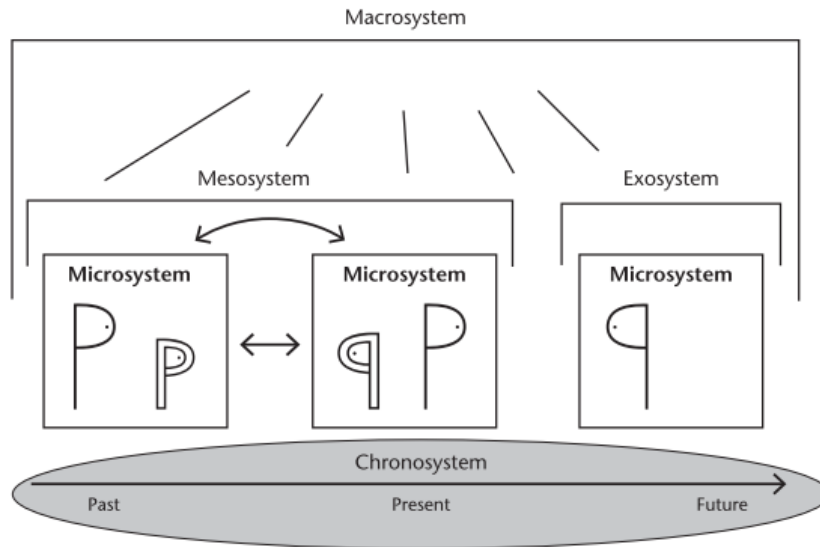 Macrosystem
Mesosystem
Exosystem
Microsystem
Microsystem
Microsystem
Chronosystem
Past
Present
Future